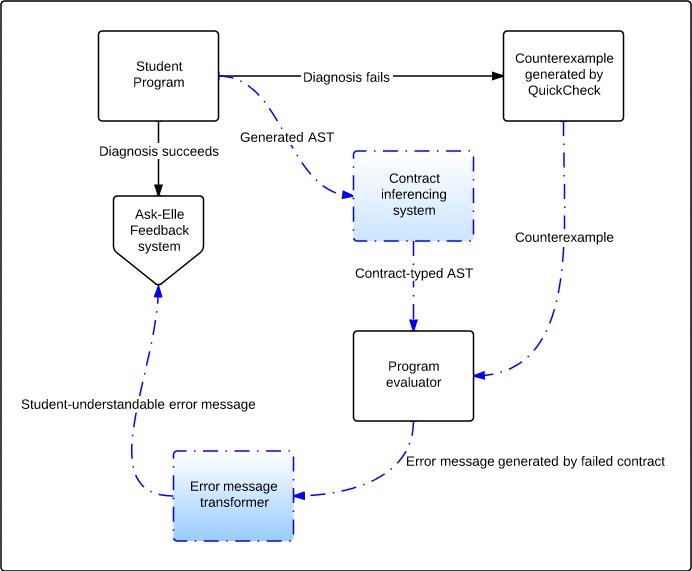 Student
Program
Diagnosis fails
Counterexample
generated by
QuickCheck
Generated AST
Diagnosis succeeds
Contract
inferencing
system
Ask-Elle
Feedback
system
Counterexample
Contract-typed AST
Program
evaluator
Student-understandable error message
Error message generated by failed contract
Error message
transformer